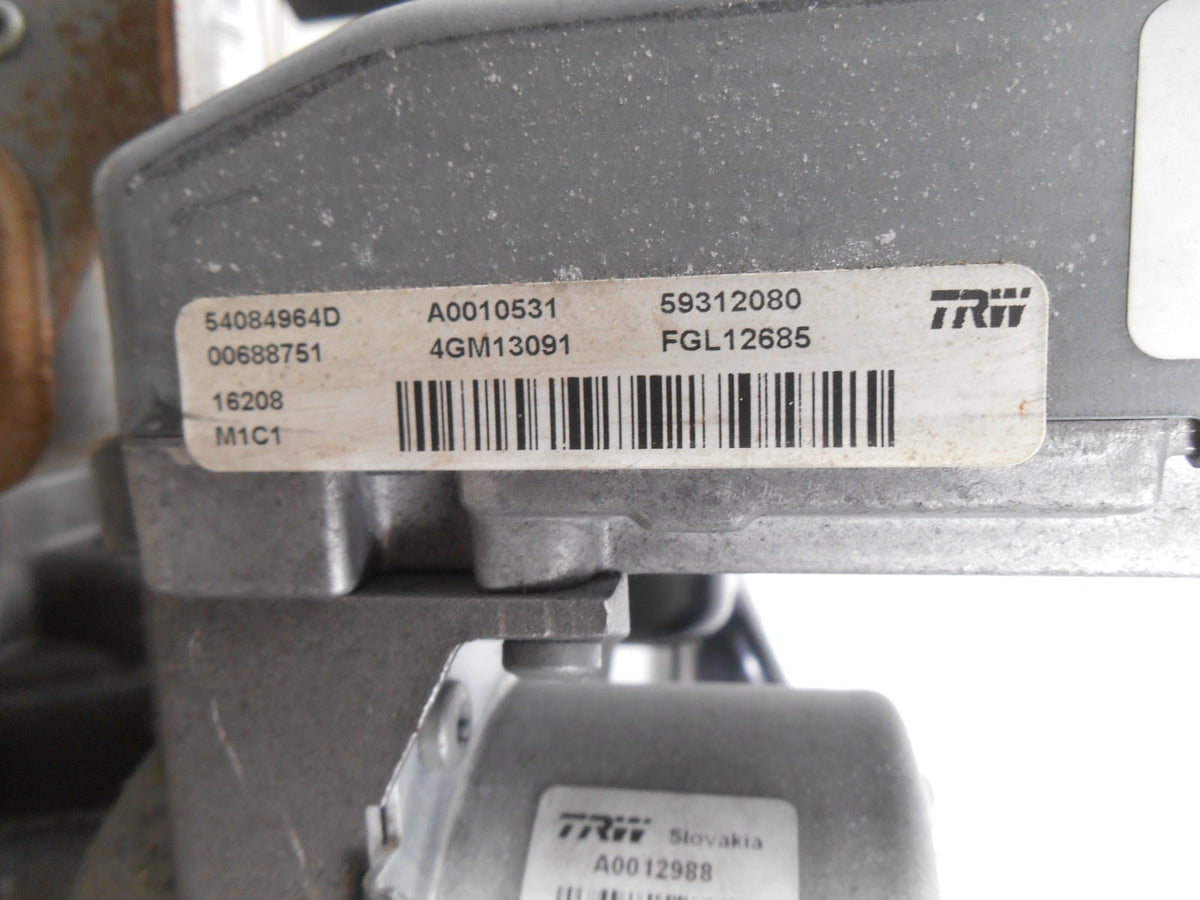 54084964D A0010531 59312080 TRW
00688751 4GM13091 FGL12685
16208
M1C1
TRW Slovakia
A0012988